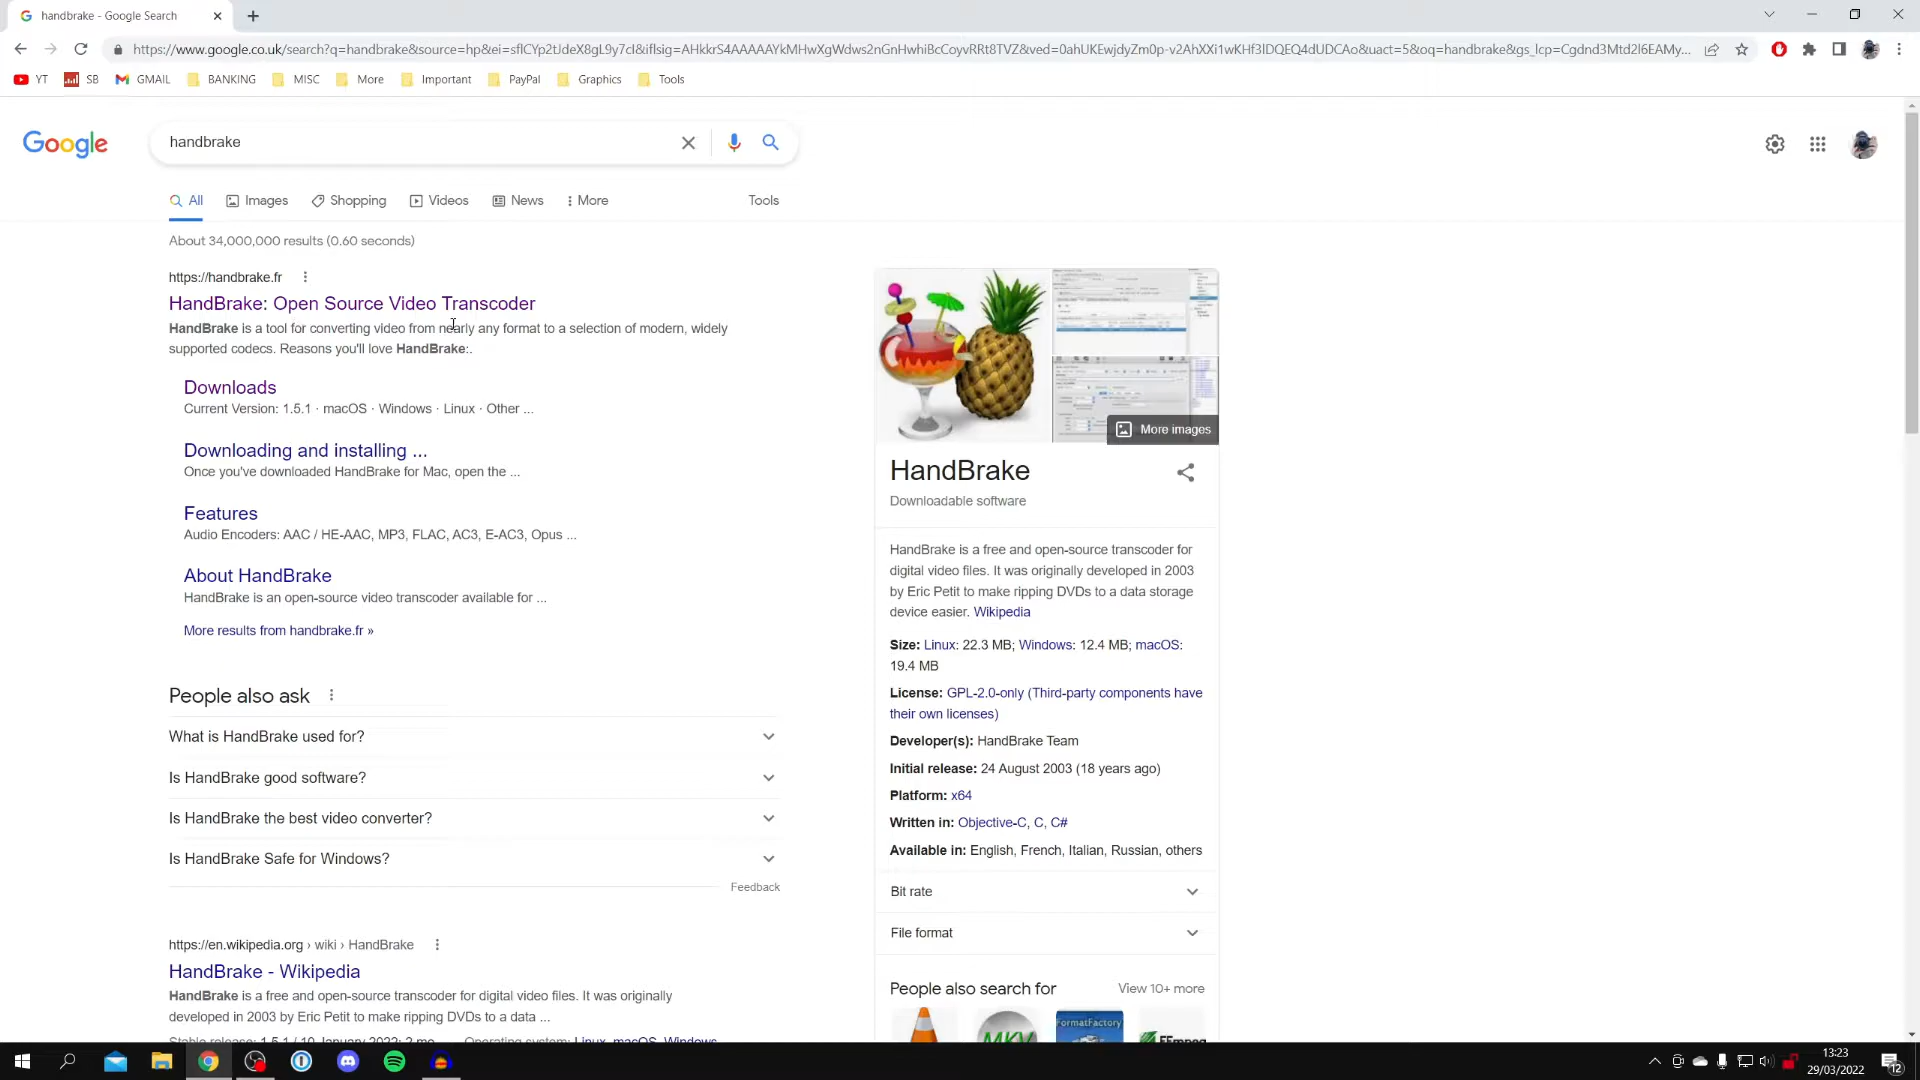 handbrake - Google Search
https://www.google.co.uk/search?q=handbrake&source=hp&ei=sflCYp2tJdeX8gL9y7cI&iflsig=AHkkrS4AAAAAYkMHwXgWdws2nGnHwhiBcCoyvRRt8TVZ&ved=0ahUKEwjdyZm0p-v2AhXXi1wKHf3lDQEQ4dUDCAo&uact=5&oq=handbrake&gs_lcp=Cgdnd3Mtd2l6EAMy...
YT SB GMAIL BANKING MISC More Important PayPal Graphics Tools
Google
handbrake
All Images Shopping Videos News More Tools
About 34,000,000 results (0.60 seconds)
https://handbrake.fr
HandBrake: Open Source Video Transcoder
HandBrake is a tool for converting video from nearly any format to a selection of modern, widely
supported codecs. Reasons you'll love HandBrake:.
Downloads
Current Version: 1.5.1 · macOS · Windows · Linux · Other ...
Downloading and installing ...
Once you've downloaded HandBrake for Mac, open the ...
Features
Audio Encoders: AAC / HE-AAC, MP3, FLAC, AC3, E-AC3, Opus ...
About HandBrake
HandBrake is an open-source video transcoder available for ...
More results from handbrake.fr »
People also ask
What is HandBrake used for?
Is HandBrake good software?
Is HandBrake the best video converter?
Is HandBrake Safe for Windows?
Feedback
https://en.wikipedia.org › wiki › HandBrake
HandBrake - Wikipedia
HandBrake is a free and open-source transcoder for digital video files. It was originally
developed in 2003 by Eric Petit to make ripping DVDs to a data ...
Stable release: 1.5.1 / 10 January 2022; 2 mo... Operating system: Linux, macOS, Windows
More images
HandBrake
Downloadable software
HandBrake is a free and open-source transcoder for
digital video files. It was originally developed in 2003
by Eric Petit to make ripping DVDs to a data storage
device easier. Wikipedia
Size: Linux: 22.3 MB; Windows: 12.4 MB; macOS:
19.4 MB
License: GPL-2.0-only (Third-party components have
their own licenses)
Developer(s): HandBrake Team
Initial release: 24 August 2003 (18 years ago)
Platform: x64
Written in: Objective-C, C, C#
Available in: English, French, Italian, Russian, others
Bit rate
File format
People also search for View 10+ more
MKV
FormatFactory
FFmpeg
13:23
29/03/2022
12